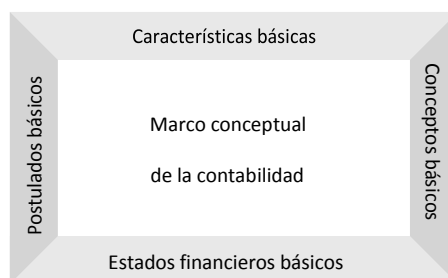 Características básicas
Postulados básicos
Marco conceptual
de la contabilidad
Conceptos básicos
Estados financieros básicos